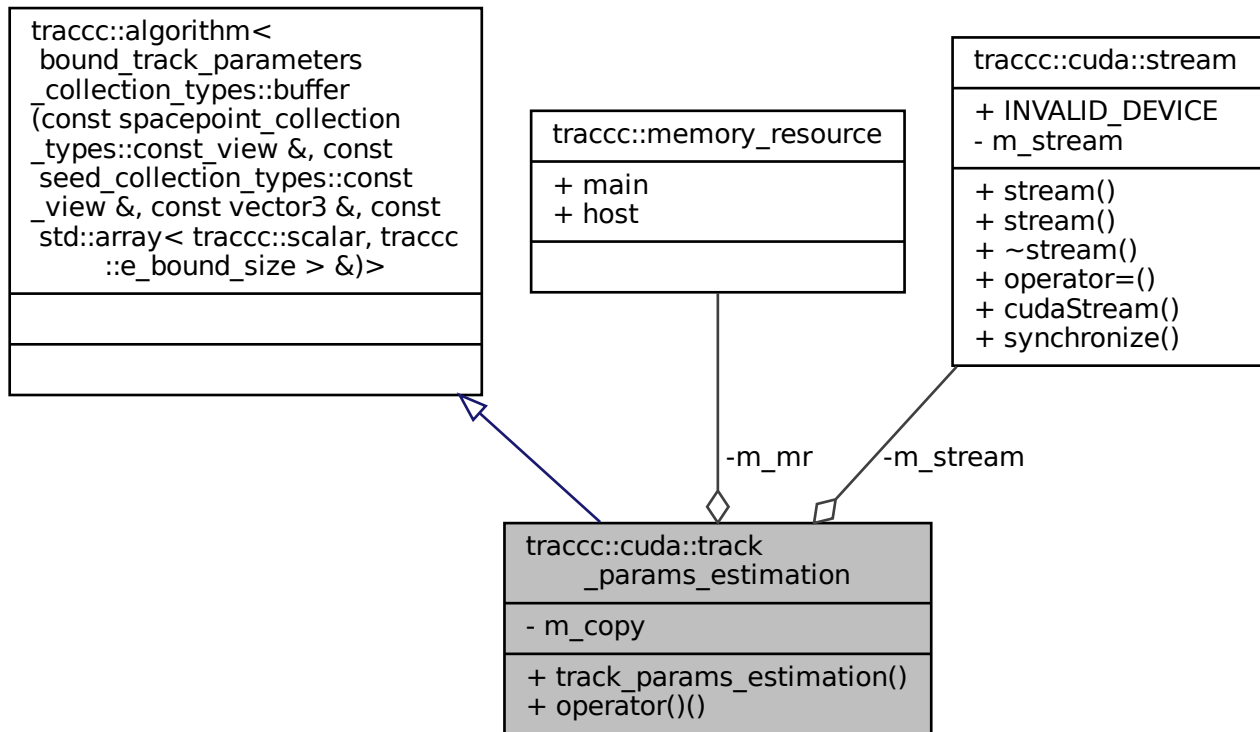 traccc::algorithm<
bound_track_parameters
_collection_types::buffer
(const spacepoint_collection
_types::const_view &, const
seed_collection_types::const
_view &, const vector3 &, const
std::array< traccc::scalar, traccc
::e_bound_size > &)>
traccc::memory_resource
+ main
+ host
traccc::cuda::stream
+ INVALID_DEVICE
- m_stream
+ stream()
+ stream()
+ ~stream()
+ operator=()
+ cudaStream()
+ synchronize()
-m_mr
-m_stream
traccc::cuda::track
_params_estimation
- m_copy
+ track_params_estimation()
+ operator()()